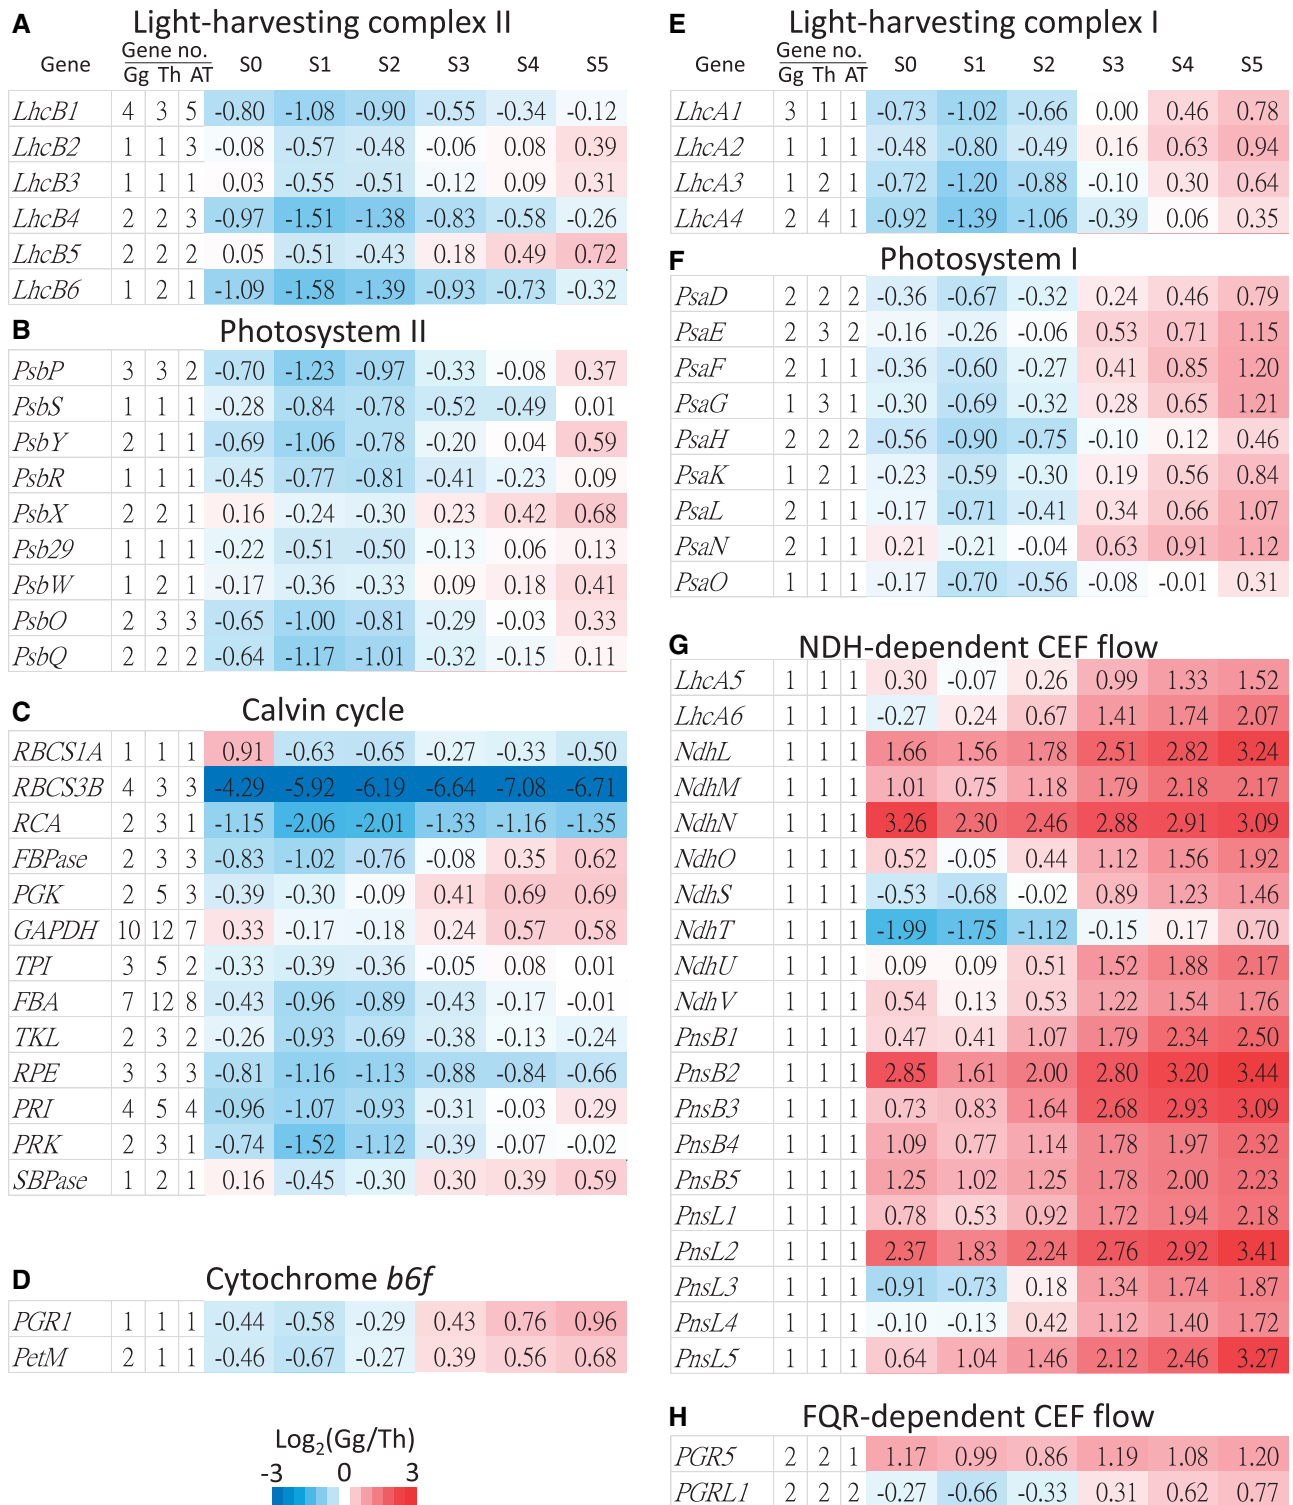 A Light-harvesting complex II
Gene Gene no. S0 S1 S2 S3 S4 S5
Gg Th AT
LhcB1 4 3 5 -0.80 -1.08 -0.90 -0.55 -0.34 -0.12
LhcB2 1 1 3 -0.08 -0.57 -0.48 -0.06 0.08 0.39
LhcB3 1 1 1 0.03 -0.55 -0.51 -0.12 0.09 0.31
LhcB4 2 2 3 -0.97 -1.51 -1.38 -0.83 -0.58 -0.26
LhcB5 2 2 2 0.05 -0.51 -0.43 0.18 0.49 0.72
LhcB6 1 2 1 -1.09 -1.58 -1.39 -0.93 -0.73 -0.32
B Photosystem II
PsbP 3 3 2 -0.70 -1.23 -0.97 -0.33 -0.08 0.37
PsbS 1 1 1 -0.28 -0.84 -0.78 -0.52 -0.49 0.01
PsbY 2 1 1 -0.69 -1.06 -0.78 -0.20 0.04 0.59
PsbR 1 1 1 -0.45 -0.77 -0.81 -0.41 -0.23 0.09
PsbX 2 2 1 0.16 -0.24 -0.30 0.23 0.42 0.68
Psb29 1 1 1 -0.22 -0.51 -0.50 -0.13 0.06 0.13
PsbW 1 2 1 -0.17 -0.36 -0.33 0.09 0.18 0.41
PsbO 2 3 3 -0.65 -1.00 -0.81 -0.29 -0.03 0.33
PsbQ 2 2 2 -0.64 -1.17 -1.01 -0.32 -0.15 0.11
C Calvin cycle
RBCS1A 1 1 1 0.91 -0.63 -0.65 -0.27 -0.33 -0.50
RBCS3B 4 3 3 -4.29 -5.92 -6.19 -6.64 -7.08 -6.71
RCA 2 3 1 -1.15 -2.06 -2.01 -1.33 -1.16 -1.35
FBPase 2 3 3 -0.83 -1.02 -0.76 -0.08 0.35 0.62
PGK 2 5 3 -0.39 -0.30 -0.09 0.41 0.69 0.69
GAPDH 10 12 7 0.33 -0.17 -0.18 0.24 0.57 0.58
TPI 3 5 2 -0.33 -0.39 -0.36 -0.05 0.08 0.01
FBA 7 12 8 -0.43 -0.96 -0.89 -0.43 -0.17 -0.01
TKL 2 3 2 -0.26 -0.93 -0.69 -0.38 -0.13 -0.24
RPE 3 3 3 -0.81 -1.16 -1.13 -0.88 -0.84 -0.66
PRI 4 5 4 -0.96 -1.07 -0.93 -0.31 -0.03 0.29
PRK 2 3 1 -0.74 -1.52 -1.12 -0.39 -0.07 -0.02
SBPase 1 2 1 0.16 -0.45 -0.30 0.30 0.39 0.59
D Cytochrome b6f
PGR1 1 1 1 -0.44 -0.58 -0.29 0.43 0.76 0.96
PetM 2 1 1 -0.46 -0.67 -0.27 0.39 0.56 0.68
Log2(Gg/Th)
-3 0 3
E Light-harvesting complex I
Gene Gene no. S0 S1 S2 S3 S4 S5
Gg Th AT
LhcA1 3 1 1 -0.73 -1.02 -0.66 0.00 0.46 0.78
LhcA2 1 1 1 -0.48 -0.80 -0.49 0.16 0.63 0.94
LhcA3 1 2 1 -0.72 -1.20 -0.88 -0.10 0.30 0.64
LhcA4 2 4 1 -0.92 -1.39 -1.06 -0.39 0.06 0.35
F Photosystem I
PsaD 2 2 2 -0.36 -0.67 -0.32 0.24 0.46 0.79
PsaE 2 3 2 -0.16 -0.26 -0.06 0.53 0.71 1.15
PsaF 2 1 1 -0.36 -0.60 -0.27 0.41 0.85 1.20
PsaG 1 3 1 -0.30 -0.69 -0.32 0.28 0.65 1.21
PsaH 2 2 2 -0.56 -0.90 -0.75 -0.10 0.12 0.46
PsaK 1 2 1 -0.23 -0.59 -0.30 0.19 0.56 0.84
PsaL 2 1 1 -0.17 -0.71 -0.41 0.34 0.66 1.07
PsaN 2 1 1 0.21 -0.21 -0.04 0.63 0.91 1.12
PsaO 1 1 1 -0.17 -0.70 -0.56 -0.08 -0.01 0.31
G NDH-dependent CEF flow
LhcA5 1 1 1 0.30 -0.07 0.26 0.99 1.33 1.52
LhcA6 1 1 1 -0.27 0.24 0.67 1.41 1.74 2.07
NdhL 1 1 1 1.66 1.56 1.78 2.51 2.82 3.24
NdhM 1 1 1 1.01 0.75 1.18 1.79 2.18 2.17
NdhN 1 1 1 3.26 2.30 2.46 2.88 2.91 3.09
NdhO 1 1 1 0.52 -0.05 0.44 1.12 1.56 1.92
NdhS 1 1 1 -0.53 -0.68 -0.02 0.89 1.23 1.46
NdhT 1 1 1 -1.99 -1.75 -1.12 -0.15 0.17 0.70
NdhU 1 1 1 0.09 0.09 0.51 1.52 1.88 2.17
NdhV 1 1 1 0.54 0.13 0.53 1.22 1.54 1.76
PnsB1 1 1 1 0.47 0.41 1.07 1.79 2.34 2.50
PnsB2 1 1 1 2.85 1.61 2.00 2.80 3.20 3.44
PnsB3 1 1 1 0.73 0.83 1.64 2.68 2.93 3.09
PnsB4 1 1 1 1.09 0.77 1.14 1.78 1.97 2.32
PnsB5 1 1 1 1.25 1.02 1.25 1.78 2.00 2.23
PnsL1 1 1 1 0.78 0.53 0.92 1.72 1.94 2.18
PnsL2 1 1 1 2.37 1.83 2.24 2.76 2.92 3.41
PnsL3 1 1 1 -0.91 -0.73 0.18 1.34 1.74 1.87
PnsL4 1 1 1 -0.10 -0.13 0.42 1.12 1.40 1.72
PnsL5 1 1 1 0.64 1.04 1.46 2.12 2.46 3.27
H FQR-dependent CEF flow
PGR5 2 2 1 1.17 0.99 0.86 1.19 1.08 1.20
PGRL1 2 2 2 -0.27 -0.66 -0.33 0.31 0.62 0.77